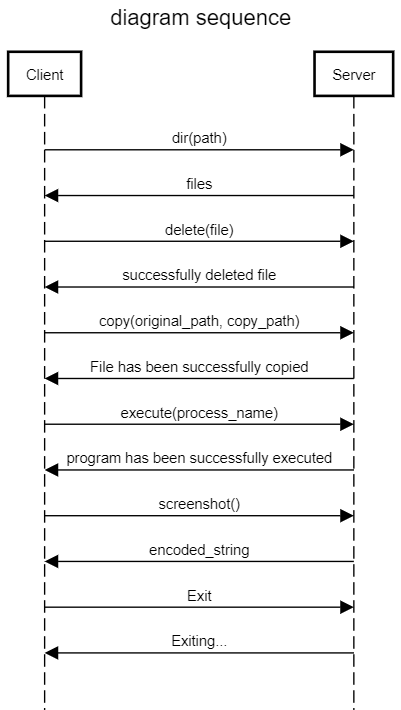 diagram sequence
Client
Server
dir(path)
files
delete(file)
successfully deleted file
copy(original_path, copy_path)
File has been successfully copied
execute(process_name)
program has been successfully executed
screenshot()
encoded_string
Exit
Exiting...